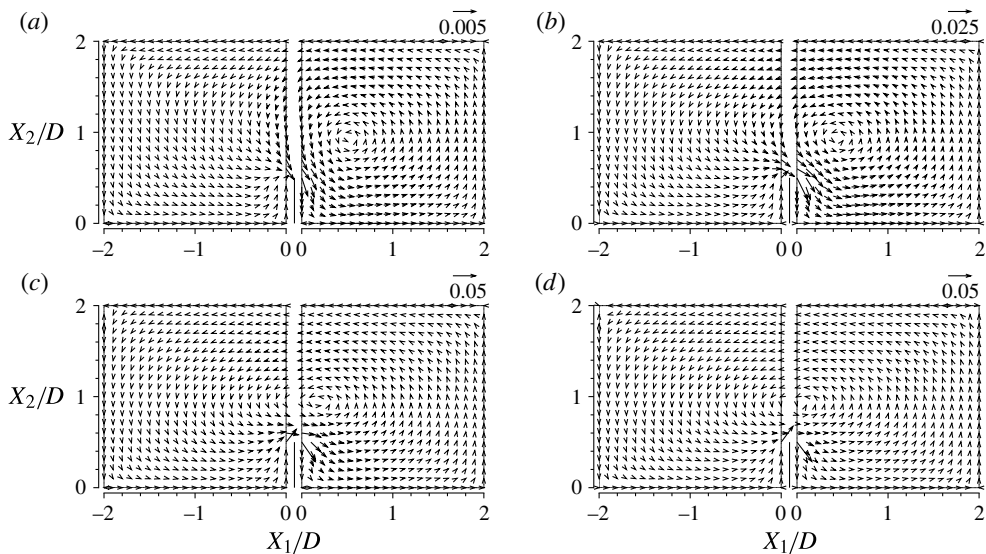 (a) 0.005 (b) 0.025
2 2
X2/D 1 X2/D 1
0 0
−2 −1 0 0 1 2 −2 −1 0 0 1 2
(c) 0.05 (d) 0.05
2 2
X2/D 1 1
0 0
−2 −1 0 0 1 2 −2 −1 0 0 1 2
X1/D X1/D